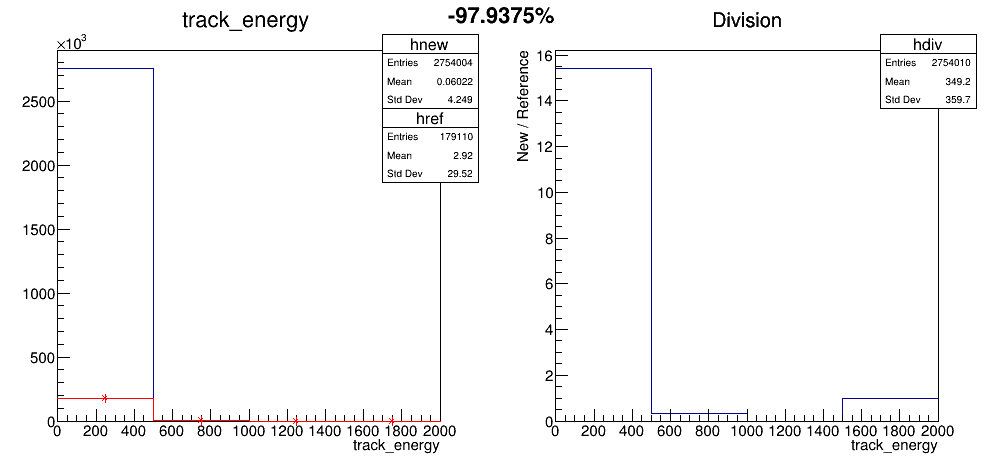 -97.9375%
track_energy
×10³
hnew
Entries 2754004
Mean 0.06022
Std Dev 4.249
href
Entries 179110
Mean 2.92
Std Dev 29.52
2500
2000
1500
1000
500
0
0 200 400 600 800 1000 1200 1400 1600 1800 2000
track_energy
Division
New / Reference
hdiv
Entries 2754010
Mean 349.2
Std Dev 359.7
16
14
12
10
8
6
4
2
0
0 200 400 600 800 1000 1200 1400 1600 1800 2000
track_energy